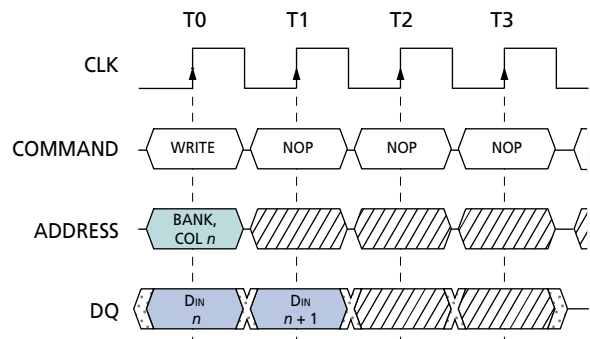 T0 T1 T2 T3
CLK
COMMAND WRITE NOP NOP NOP
ADDRESS BANK,
COL n
DQ DIN DIN
n n + 1